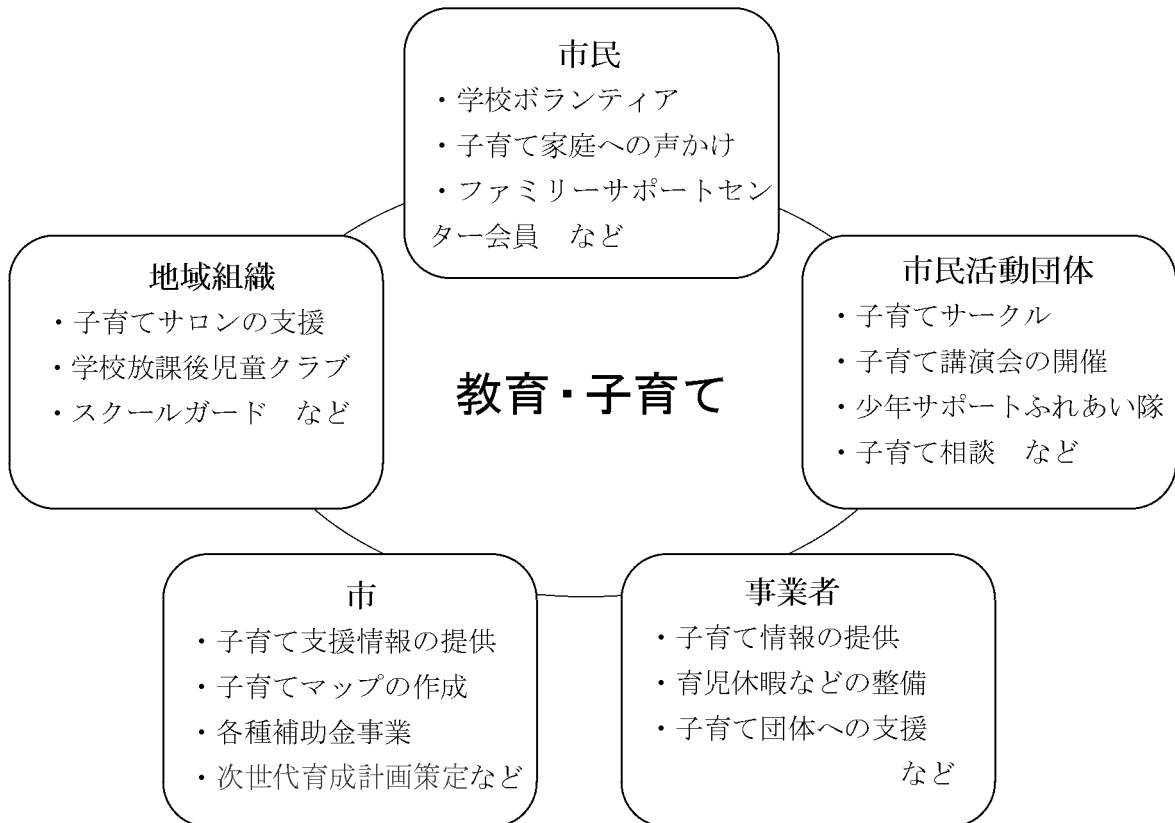 市民
・学校ボランティア
・子育て家庭への声かけ
・ファミリーサポートセン
ター会員　など
地域組織
・子育てサロンの支援
・学校放課後児童クラブ
・スクールガード　など
教育・子育て
市民活動団体
・子育てサークル
・子育て講演会の開催
・少年サポートふれあい隊
・子育て相談　など
市
・子育て支援情報の提供
・子育てマップの作成
・各種補助金事業
・次世代育成計画策定など
事業者
・子育て情報の提供
・育児休暇などの整備
・子育て団体への支援
など